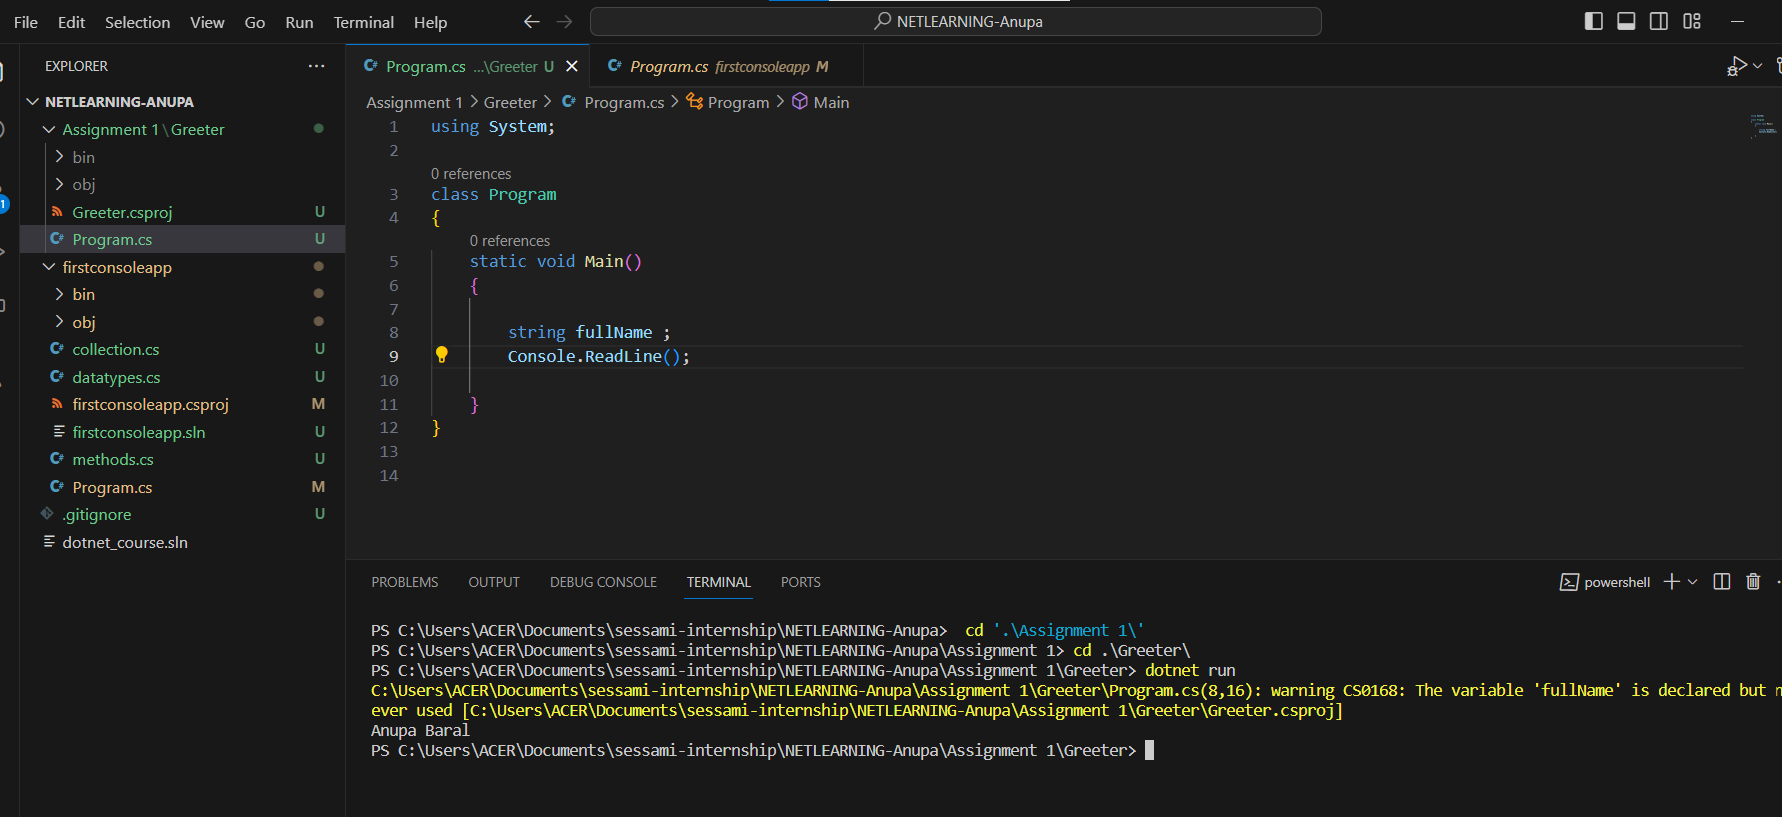 File Edit Selection View Go Run Terminal Help
NETLEARNING-Anupa
EXPLORER
NETLEARNING-ANUPA
Assignment 1\Greeter
bin
obj
Greeter.csproj U
Program.cs U
firstconsoleapp
bin
obj
collection.cs U
datatypes.cs U
firstconsoleapp.csproj M
firstconsoleapp.sln U
methods.cs U
Program.cs M
.gitignore U
dotnet_course.sln
1
Program.cs ...\Greeter U
Program.cs firstconsoleapp M
Assignment 1 > Greeter > Program.cs > Program > Main
1 using System;
2
0 references
3 class Program
4 {
0 references
5 static void Main()
6 {
7
8 string fullName ;
9 Console.ReadLine();
10
11 }
12 }
13
14
PROBLEMS OUTPUT DEBUG CONSOLE TERMINAL PORTS
powershell
PS C:\Users\ACER\Documents\sessami-internship\NETLEARNING-Anupa>  cd '.\Assignment 1\'
PS C:\Users\ACER\Documents\sessami-internship\NETLEARNING-Anupa\Assignment 1> cd .\Greeter\
PS C:\Users\ACER\Documents\sessami-internship\NETLEARNING-Anupa\Assignment 1\Greeter> dotnet run
C:\Users\ACER\Documents\sessami-internship\NETLEARNING-Anupa\Assignment 1\Greeter\Program.cs(8,16): warning CS0168: The variable 'fullName' is declared but n
ever used [C:\Users\ACER\Documents\sessami-internship\NETLEARNING-Anupa\Assignment 1\Greeter\Greeter.csproj]
Anupa Baral
PS C:\Users\ACER\Documents\sessami-internship\NETLEARNING-Anupa\Assignment 1\Greeter>